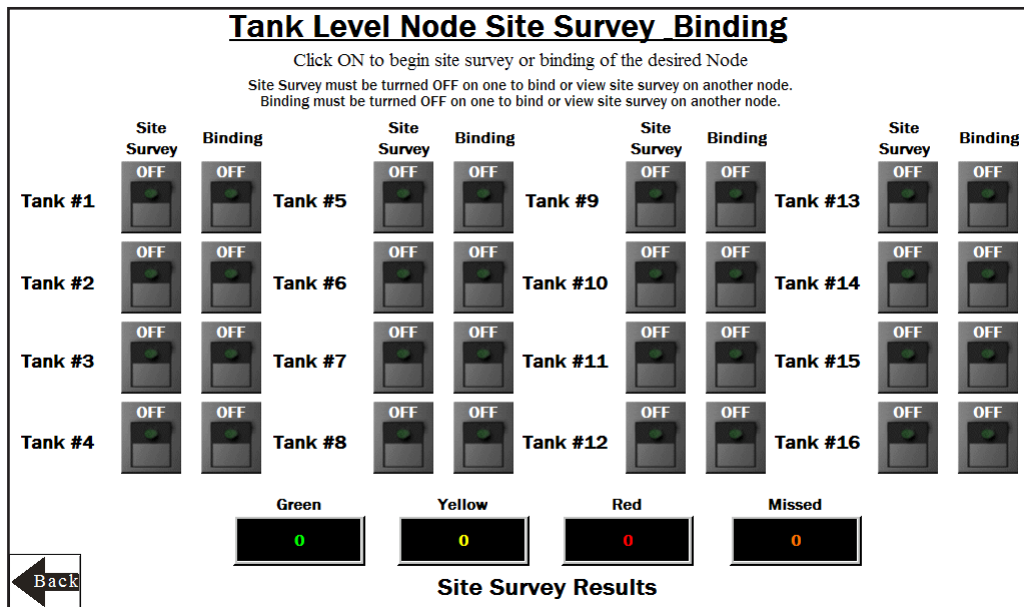 Tank Level Node Site Survey _Binding
Click ON to begin site survey or binding of the desired Node
Site Survey must be turrned OFF on one to bind or view site survey on another node.
Binding must be turrned OFF on one to bind or view site survey on another node.
Site Survey Binding Site Survey Binding Site Survey Binding Site Survey Binding
OFF OFF OFF OFF OFF OFF OFF OFF
Tank #1 Tank #5 Tank #9 Tank #13
OFF OFF OFF OFF OFF OFF OFF OFF
Tank #2 Tank #6 Tank #10 Tank #14
OFF OFF OFF OFF OFF OFF OFF OFF
Tank #3 Tank #7 Tank #11 Tank #15
OFF OFF OFF OFF OFF OFF OFF OFF
Tank #4 Tank #8 Tank #12 Tank #16
Green Yellow Red Missed
0 0 0 0
Back
Site Survey Results